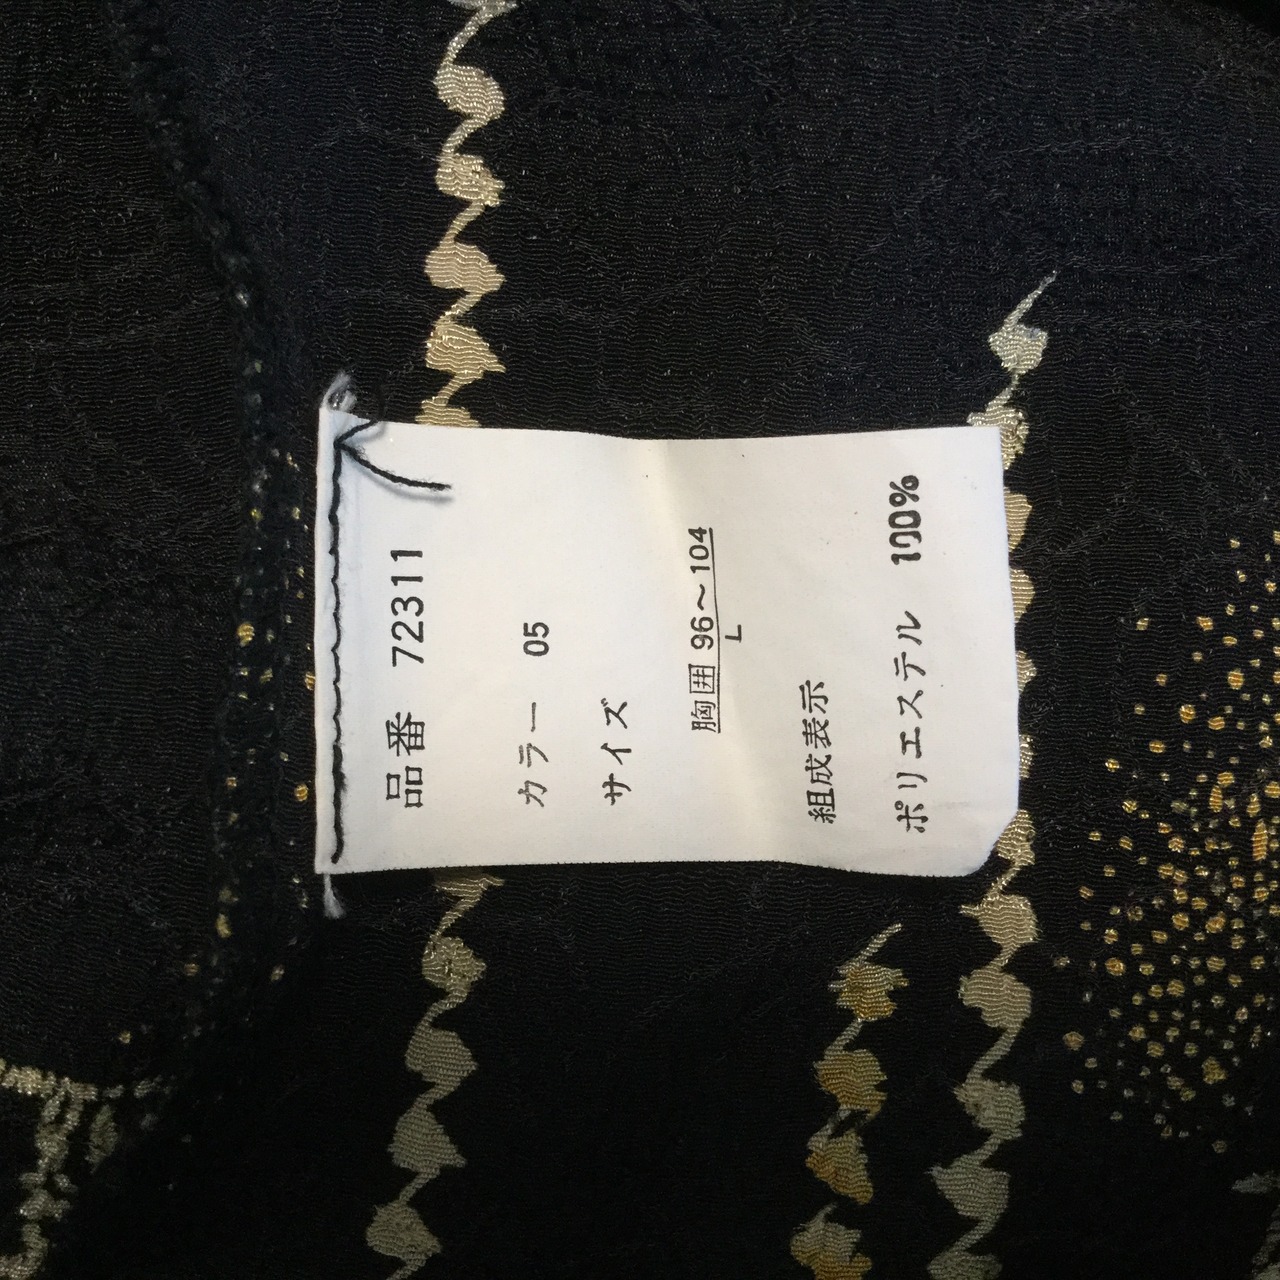 品番 72311
カラー 05
サイズ
胸囲 96～104
L
組成表示
ポリエステル 100%